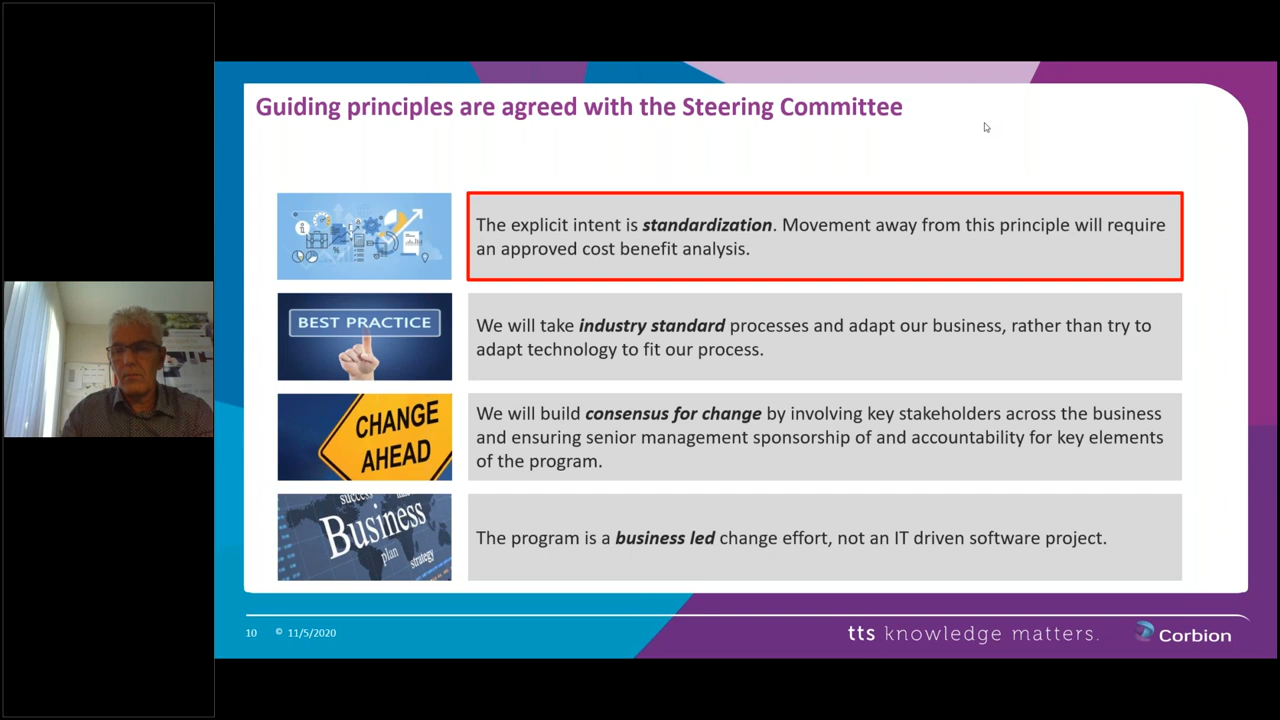 Guiding principles are agreed with the Steering Committee
The explicit intent is standardization. Movement away from this principle will require
an approved cost benefit analysis.
BEST PRACTICE
We will take industry standard processes and adapt our business, rather than try to
adapt technology to fit our process.
CHANGE
AHEAD
We will build consensus for change by involving key stakeholders across the business
and ensuring senior management sponsorship of and accountability for key elements
of the program.
success
Business
plan
strategy
The program is a business led change effort, not an IT driven software project.
10 © 11/5/2020
tts knowledge matters.
Corbion